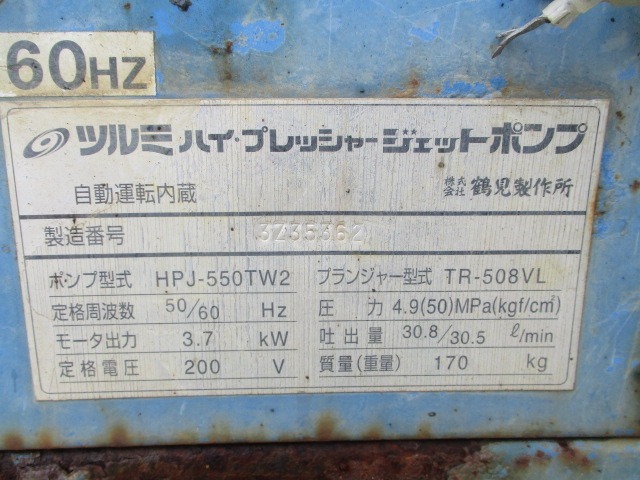 60HZ
ツルミ ハイ・プレッシャージェットポンプ
自動運転内蔵 株式会社 鶴見製作所
製造番号 3Z35362
ポンプ型式 HPJ-550TW2 プランジャー型式 TR-508VL
定格周波数 50/60 Hz 圧力 4.9(50)MPa(kgf/cm²)
モータ出力 3.7 kW 吐出量 30.8/30.5 ℓ/min
定格電圧 200 V 質量(重量) 170 kg